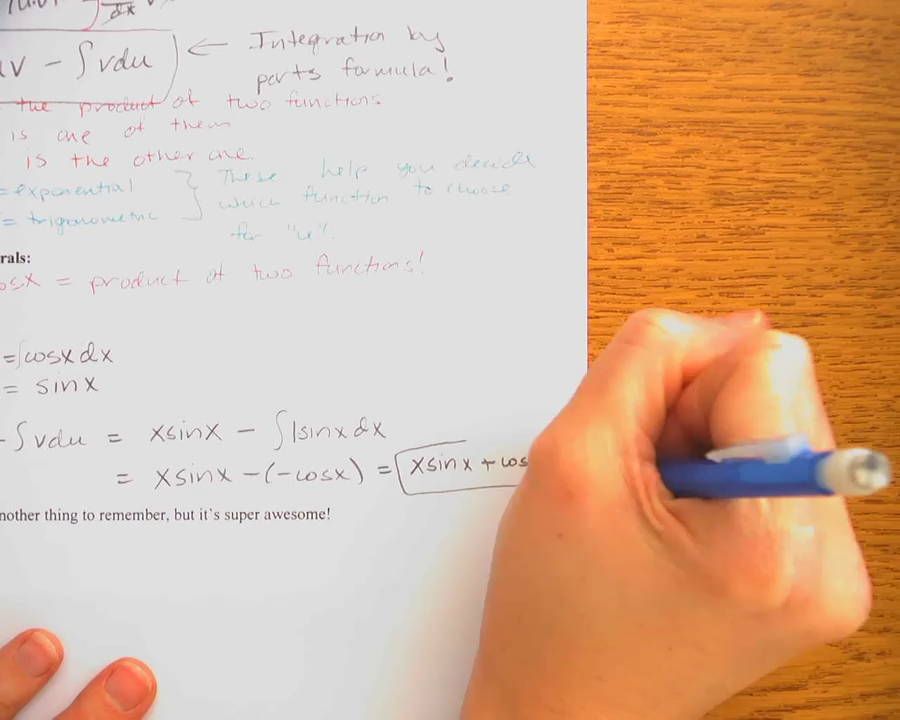 dx
uv - ∫vdu ← Integration by
parts formula!
the product of two functions
is one of them
is the other one.
= exponential } These help you decide
= trigonometric which function to choose
for "u".
rals:
osx = product of two functions!
= ∫cosx dx
= sinx
- ∫vdu = xsinx - ∫1sinx dx
= xsinx - (-cosx) = xsinx + cos
nother thing to remember, but it's super awesome!